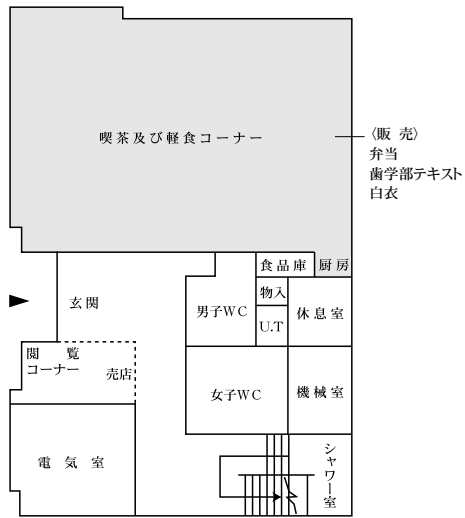 喫茶及び軽食コーナー
〈販 売〉
弁当
歯学部テキスト
白衣
食品庫
厨房
玄関
男子WC
物入
U.T
休息室
閲 覧
コーナー
売店
女子WC
機械室
電 気 室
シャワー室